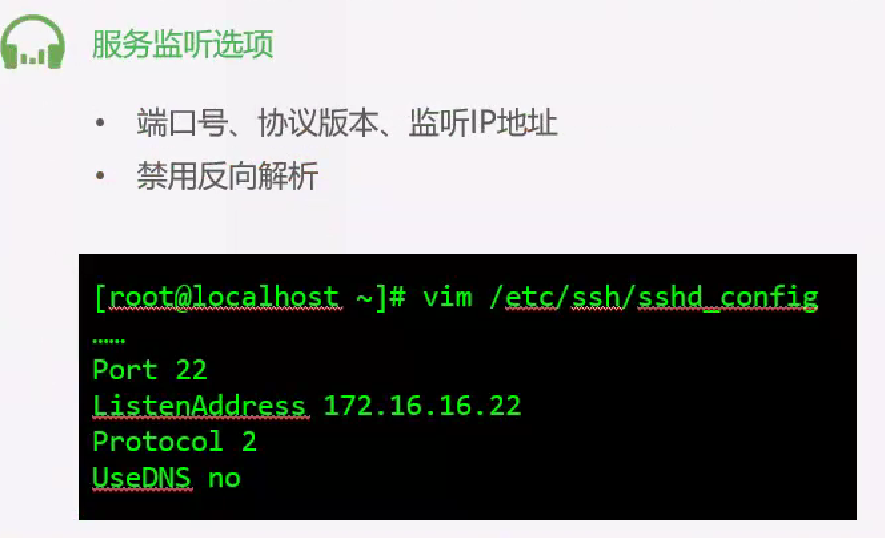 服务监听选项
• 端口号、协议版本、监听IP地址
• 禁用反向解析
[root@localhost ~]# vim /etc/ssh/sshd_config
……
Port 22
ListenAddress 172.16.16.22
Protocol 2
UseDNS no